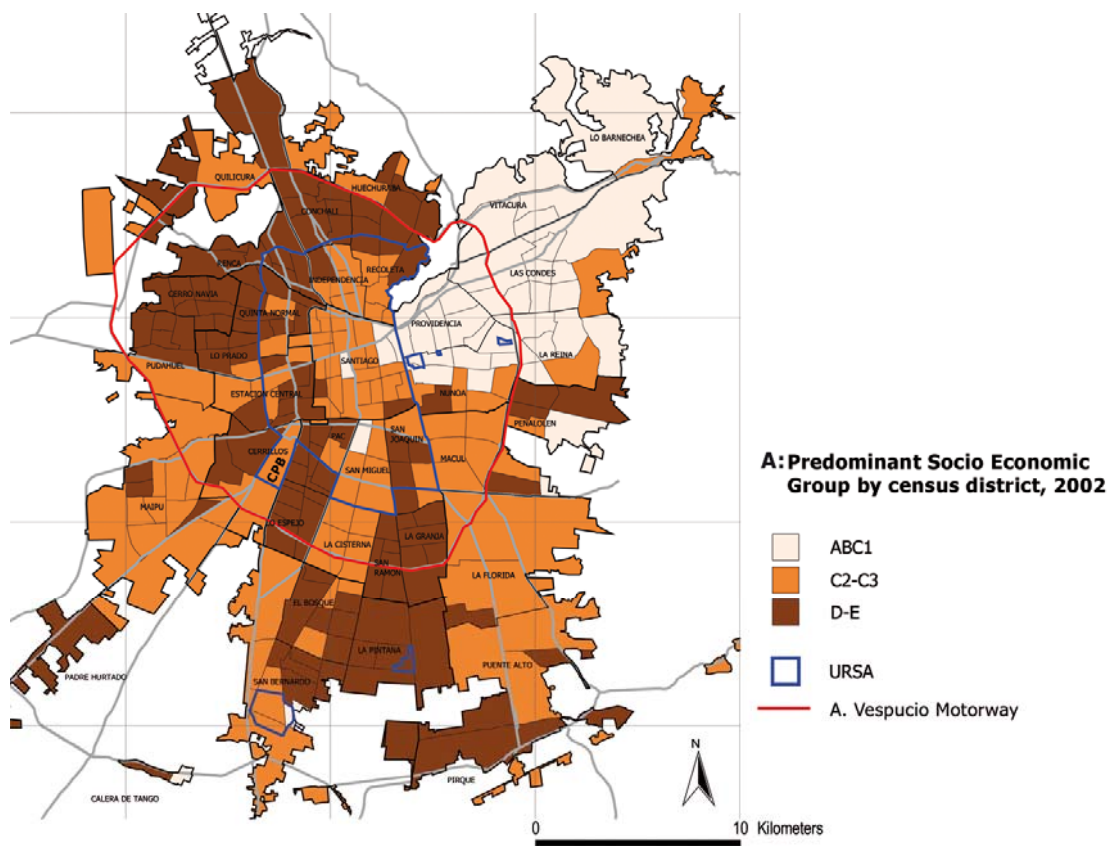 LO BARNECHEA
QUILICURA
HUECHURABA
VITACURA
CONCHALI
RENCA
RECOLETA
LAS CONDES
INDEPENDENCIA
CERRO NAVIA
QUINTA NORMAL
PROVIDENCIA
LO PRADO
LA REINA
PUDAHUEL
SANTIAGO
ESTACION CENTRAL
NUNOA
PEÑALOLEN
PAC
SAN
JOAQUIN
CERRILLOS
MACUL
CPB
SAN MIGUEL
MAIPU
LO ESPEJO
LA GRANJA
LA CISTERNA
SAN
RAMON
LA FLORIDA
EL BOSQUE
LA PINTANA
PUENTE ALTO
PADRE HURTADO
SAN BERNARDO
PIRQUE
CALERA DE TANGO
N
0 10 Kilometers
A: Predominant Socio Economic
Group by census district, 2002
ABC1
C2-C3
D-E
URSA
A. Vespucio Motorway